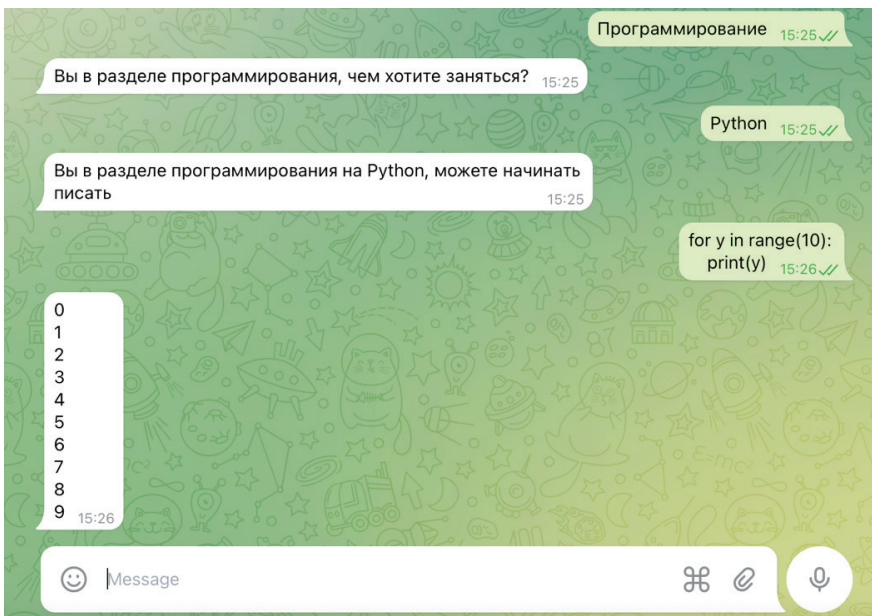 Программирование 15:25
Вы в разделе программирования, чем хотите заняться? 15:25
Python 15:25
Вы в разделе программирования на Python, можете начинать
писать 15:25
for y in range(10):
print(y) 15:26
0
1
2
3
4
5
6
7
8
9 15:26
Message